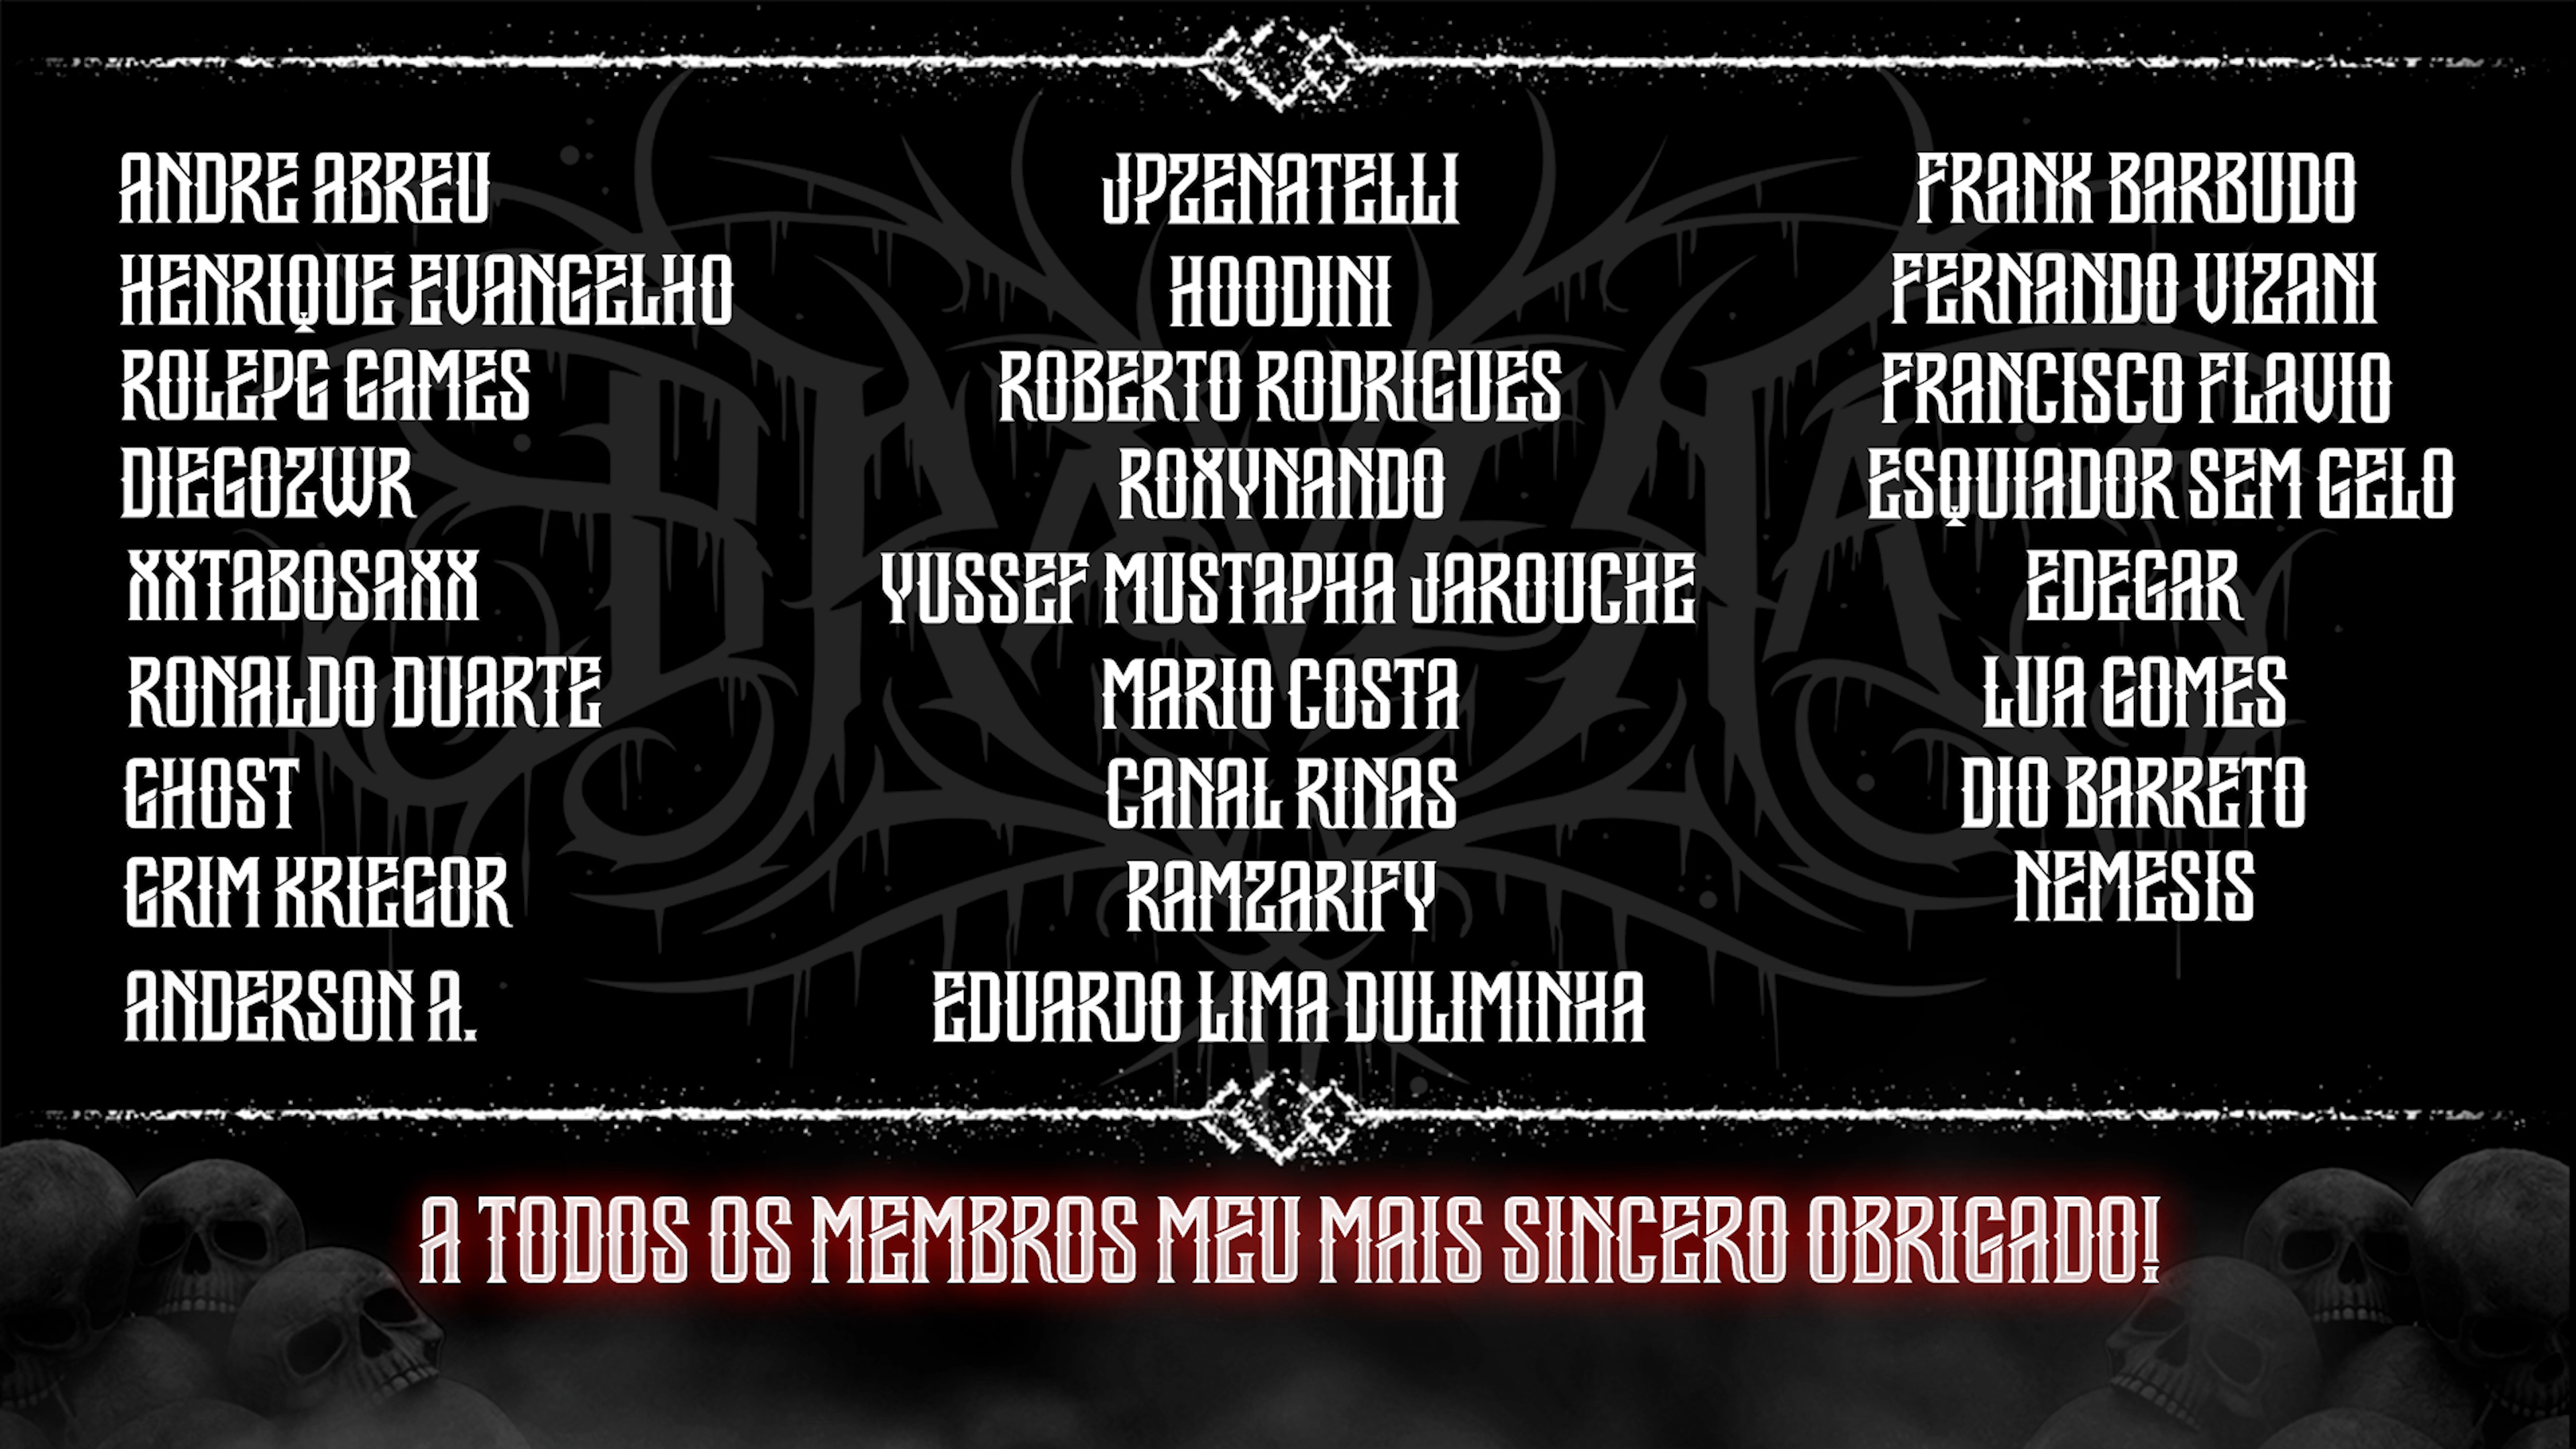 ANDRE ABREU
HENRIQUE EVANGELHO
ROLEPG GAMES
DIEGOZWR
XXTABOSAXX
RONALDO DUARTE
GHOST
GRIM KRIEGOR
ANDERSON A.
JPZENATELLI
HOODINI
ROBERTO RODRIGUES
ROXYNANDO
YUSSEF MUSTAPHA JAROUCHE
MARIO COSTA
CANAL RINAS
RAMZARIFY
EDUARDO LIMA DULIMINHA
FRANK BARBUDO
FERNANDO VIZANI
FRANCISCO FLAVIO
ESQUIADOR SEM GELO
EDEGAR
LUA GOMES
DIO BARRETO
NEMESIS
A TODOS OS MEMBROS MEU MAIS SINCERO OBRIGADO!